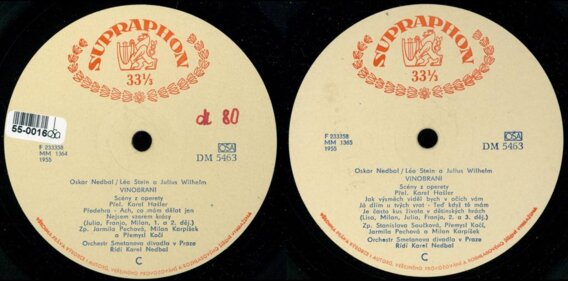 SUPRAPHON
33⅓
dl 80
55-0016
F 233358
MM 1364
1955
OSA
DM 5463
Oskar Nedbal / Léo Stein a Julius Wilhelm
VINOBRANÍ
Scény z operety
Přel. Karel Hašler
Předehra - Ach, co mám dělat jen
Nejsem vzorem krásy
(Julia, Franjo, Milan, 1. a 2. děj.)
Zp. Jarmila Pechová, Milan Karpíšek
a Přemysl Kočí
Orchestr Smetanova divadla v Praze
Řídí Karel Nedbal
C
SUPRAPHON
33⅓
F 233358
MM 1365
1955
OSA
DM 5463
Oskar Nedbal / Léo Stein a Julius Wilhelm
VINOBRANÍ
Scény z operety
Přel. Karel Hašler
Jak výsměch viděl bych v očích vám
Já dlím u tvých vrat - Teď když tě mám
Je často kus života v dětinských hrách
(Lisa, Milan, Julia, Franjo, 2. a 3. děj.)
Zp. Stanislava Součková, Přemysl Kočí,
Jarmila Pechová a Milan Karpíšek
Orchestr Smetanova divadla v Praze
Řídí Karel Nedbal
C